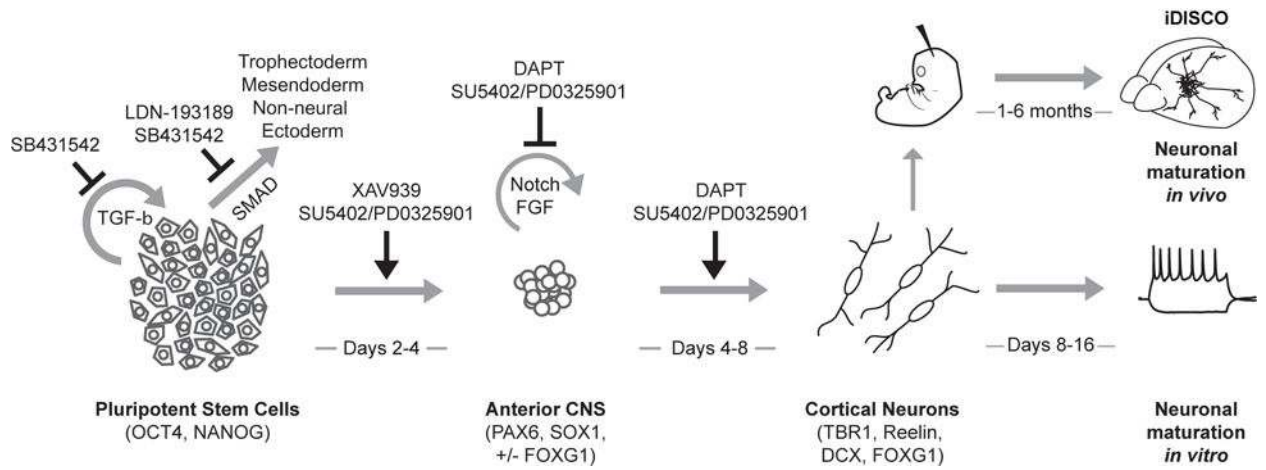 SB431542
LDN-193189
SB431542
Trophectoderm
Mesendoderm
Non-neural
Ectoderm
TGF-b
SMAD
XAV939
SU5402/PD0325901
Days 2-4
DAPT
SU5402/PD0325901
Notch
FGF
DAPT
SU5402/PD0325901
Days 4-8
1-6 months
Days 8-16
iDISCO
Neuronal
maturation
in vivo
Pluripotent Stem Cells
(OCT4, NANOG)
Anterior CNS
(PAX6, SOX1,
+/- FOXG1)
Cortical Neurons
(TBR1, Reelin,
DCX, FOXG1)
Neuronal
maturation
in vitro